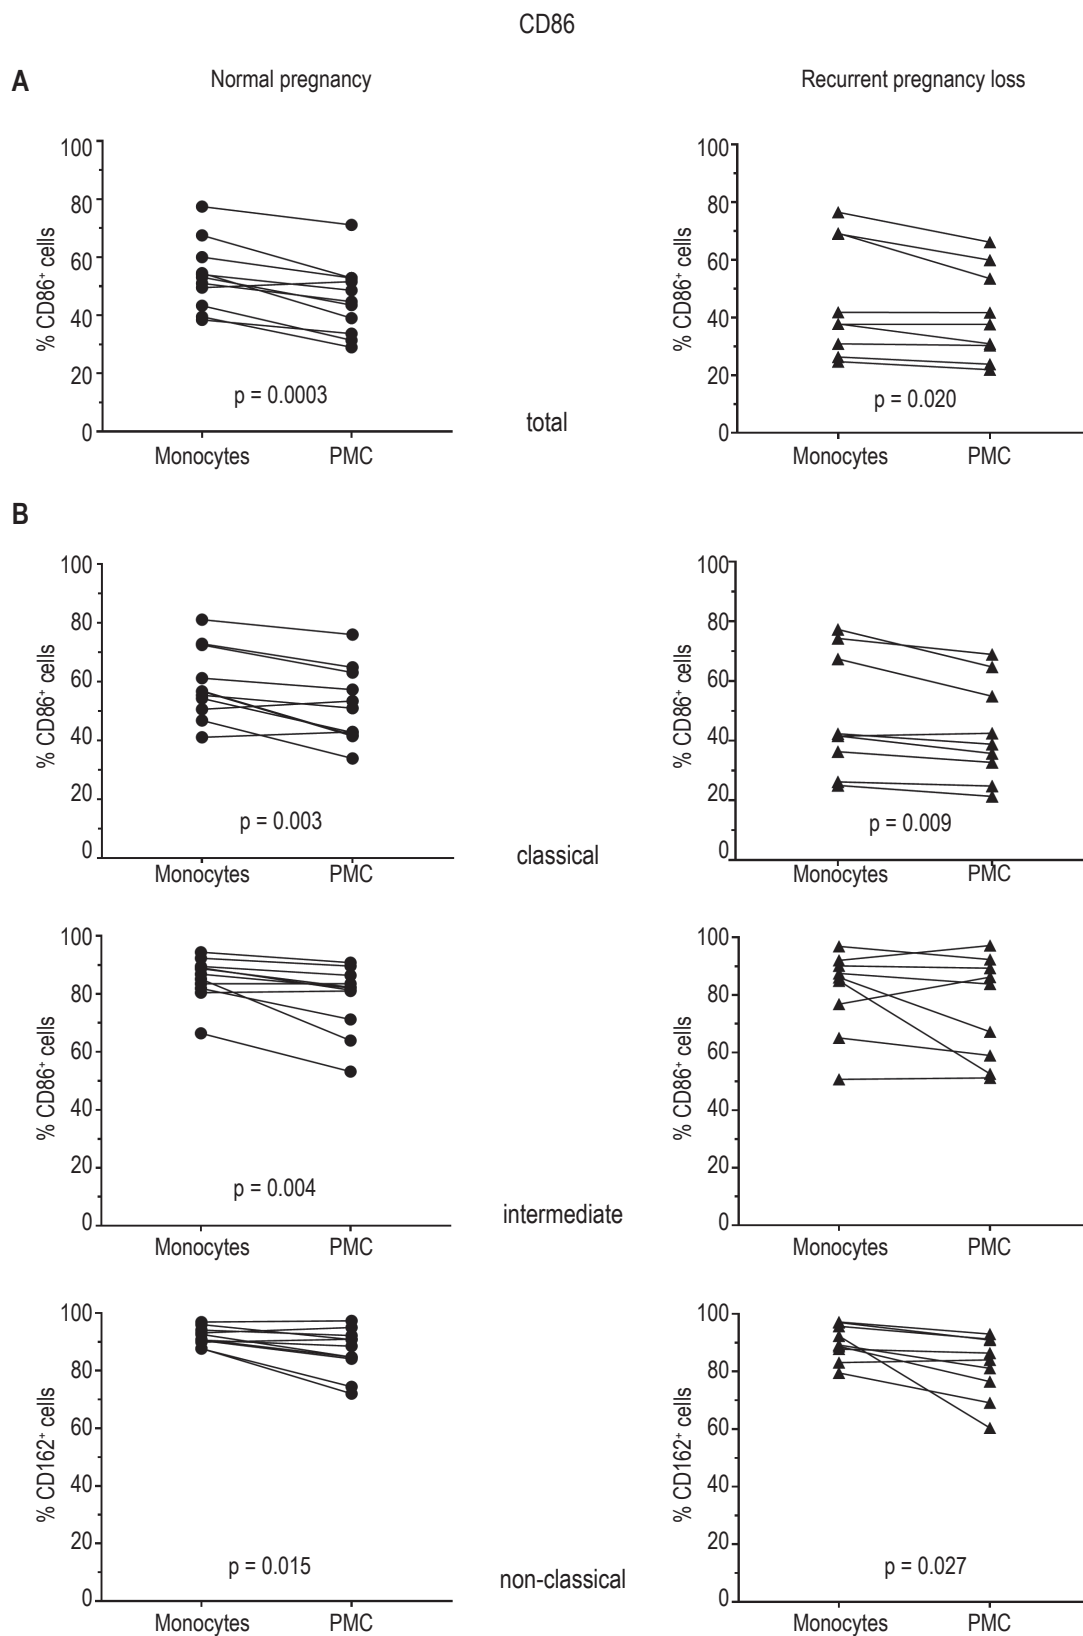 CD86
A
Normal pregnancy
Recurrent pregnancy loss
% CD86+ cells
100
80
60
40
20
0
p = 0.0003
Monocytes
PMC
total
% CD86+ cells
100
80
60
40
20
0
p = 0.020
Monocytes
PMC
B
% CD86+ cells
100
80
60
40
20
0
p = 0.003
Monocytes
PMC
classical
% CD86+ cells
100
80
60
40
20
0
p = 0.009
Monocytes
PMC
% CD86+ cells
100
80
60
40
20
0
p = 0.004
Monocytes
PMC
intermediate
% CD86+ cells
100
80
60
40
20
0
Monocytes
PMC
% CD162+ cells
100
80
60
40
20
0
p = 0.015
Monocytes
PMC
non-classical
% CD162+ cells
100
80
60
40
20
0
p = 0.027
Monocytes
PMC